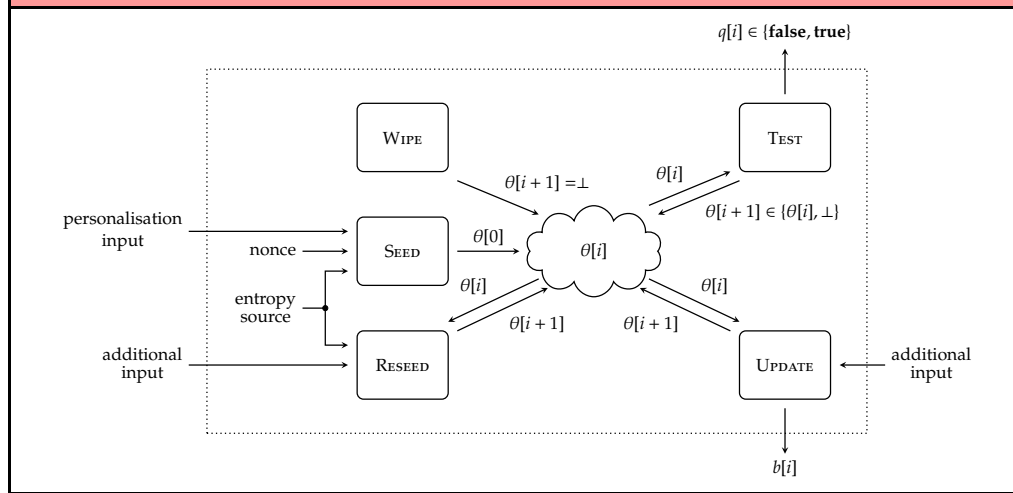 q[i] ∈ {false, true}
WIPE
TEST
θ[i]
θ[i + 1] =⊥
θ[i + 1] ∈ {θ[i], ⊥}
personalisation
input
nonce
SEED
θ[0]
θ[i]
entropy
source
θ[i]
θ[i + 1]
θ[i]
θ[i + 1]
additional
input
RESEED
UPDATE
additional
input
b[i]